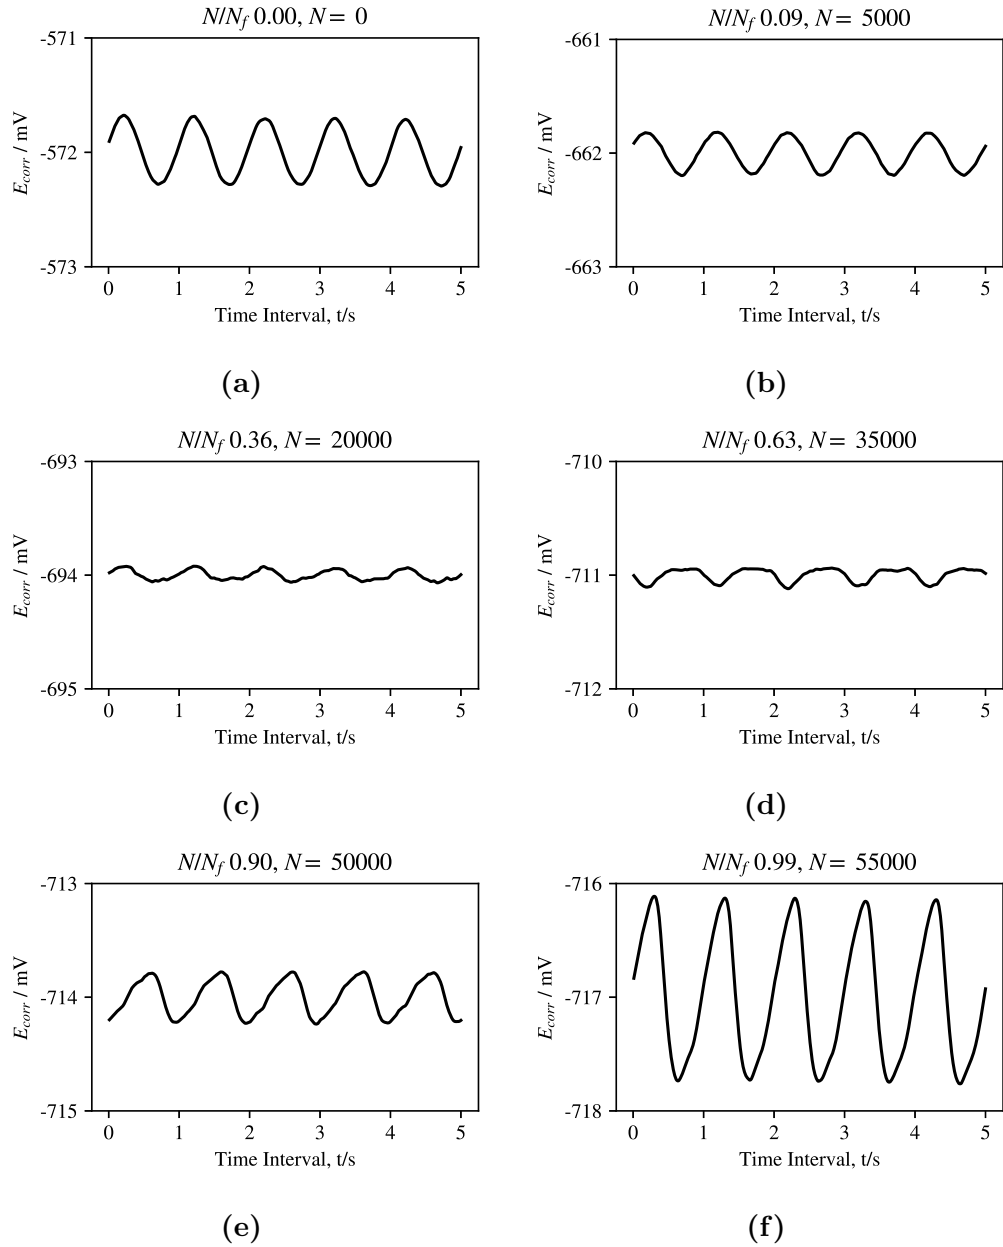 N/N_f 0.00, N = 0
-571
-572
-573
E_corr / mV
0 1 2 3 4 5
Time Interval, t/s
(a)
N/N_f 0.09, N = 5000
-661
-662
-663
E_corr / mV
0 1 2 3 4 5
Time Interval, t/s
(b)
N/N_f 0.36, N = 20000
-693
-694
-695
E_corr / mV
0 1 2 3 4 5
Time Interval, t/s
(c)
N/N_f 0.63, N = 35000
-710
-711
-712
E_corr / mV
0 1 2 3 4 5
Time Interval, t/s
(d)
N/N_f 0.90, N = 50000
-713
-714
-715
E_corr / mV
0 1 2 3 4 5
Time Interval, t/s
(e)
N/N_f 0.99, N = 55000
-716
-717
-718
E_corr / mV
0 1 2 3 4 5
Time Interval, t/s
(f)